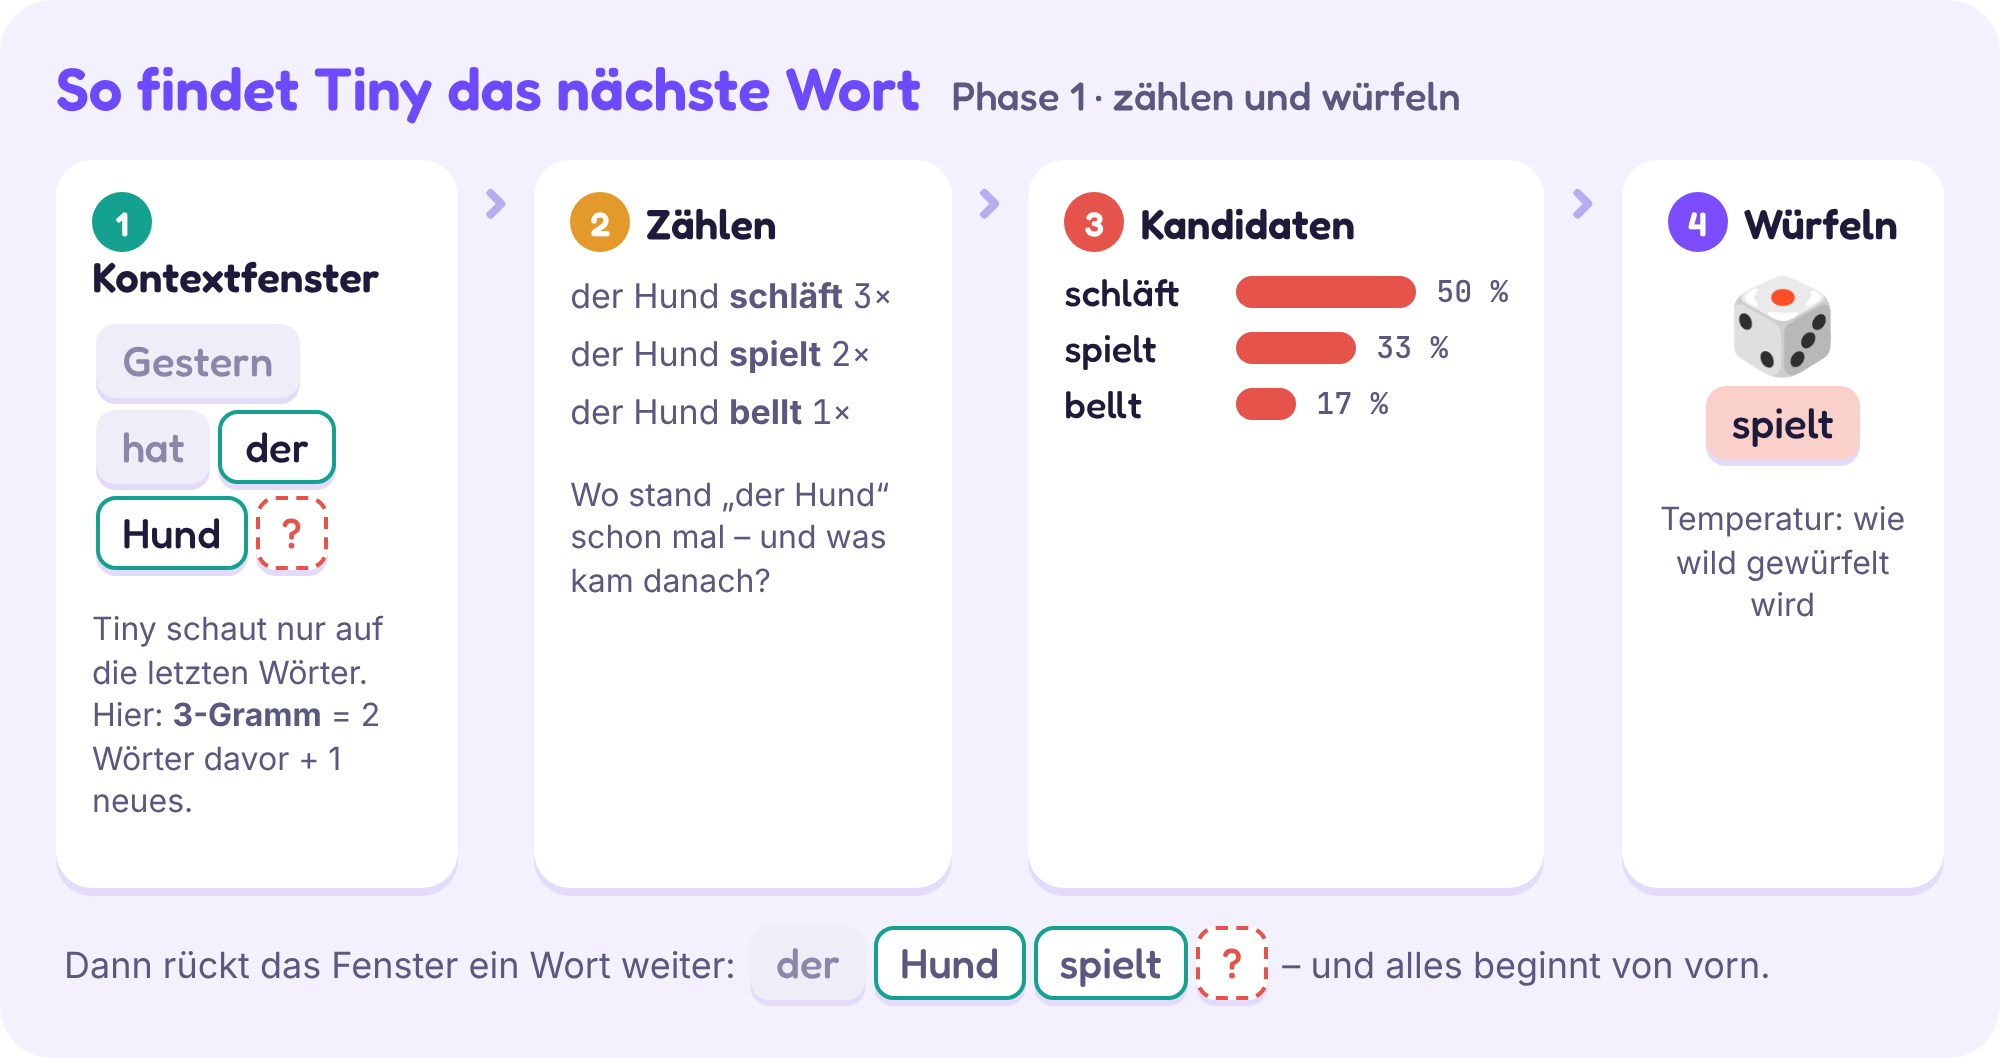 So findet Tiny das nächste Wort Phase 1 · zählen und würfeln
1
Kontextfenster
Gestern
hat der
Hund ?
Tiny schaut nur auf
die letzten Wörter.
Hier: 3-Gramm = 2
Wörter davor + 1
neues.
2 Zählen
der Hund schläft 3×
der Hund spielt 2×
der Hund bellt 1×
Wo stand „der Hund“
schon mal – und was
kam danach?
3 Kandidaten
schläft 50 %
spielt 33 %
bellt 17 %
4 Würfeln
spielt
Temperatur: wie
wild gewürfelt
wird
Dann rückt das Fenster ein Wort weiter: der Hund spielt ? – und alles beginnt von vorn.